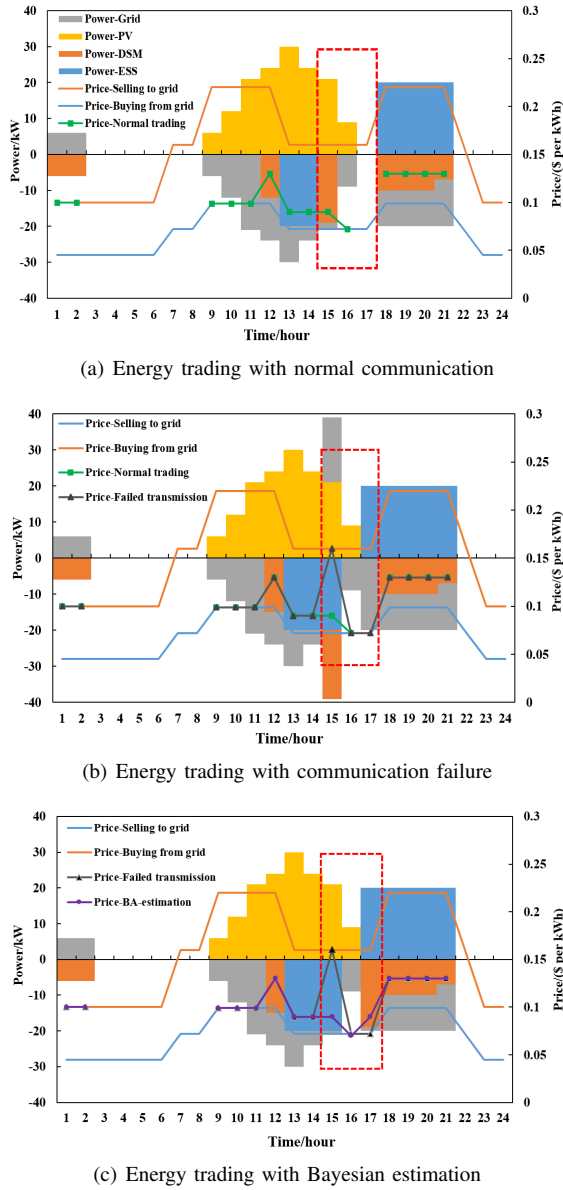 Power-Grid
Power-PV
Power-DSM
Power-ESS
Price-Selling to grid
Price-Buying from grid
Price-Normal trading
Power/kW
40
30
20
10
0
-10
-20
-30
-40
Price/($ per kWh)
0.3
0.25
0.2
0.15
0.1
0.05
0
1 2 3 4 5 6 7 8 9 10 11 12 13 14 15 16 17 18 19 20 21 22 23 24
Time/hour
(a) Energy trading with normal communication
Price-Selling to grid
Price-Buying from grid
Price-Normal trading
Price-Failed transmission
Power/kW
40
30
20
10
0
-10
-20
-30
-40
Price/($ per kWh)
0.3
0.25
0.2
0.15
0.1
0.05
0
1 2 3 4 5 6 7 8 9 10 11 12 13 14 15 16 17 18 19 20 21 22 23 24
Time/hour
(b) Energy trading with communication failure
Price-Selling to grid
Price-Buying from grid
Price-Failed transmission
Price-BA-estimation
Power/kW
40
30
20
10
0
-10
-20
-30
-40
Price/($ per kWh)
0.3
0.25
0.2
0.15
0.1
0.05
0
1 2 3 4 5 6 7 8 9 10 11 12 13 14 15 16 17 18 19 20 21 22 23 24
Time/hour
(c) Energy trading with Bayesian estimation